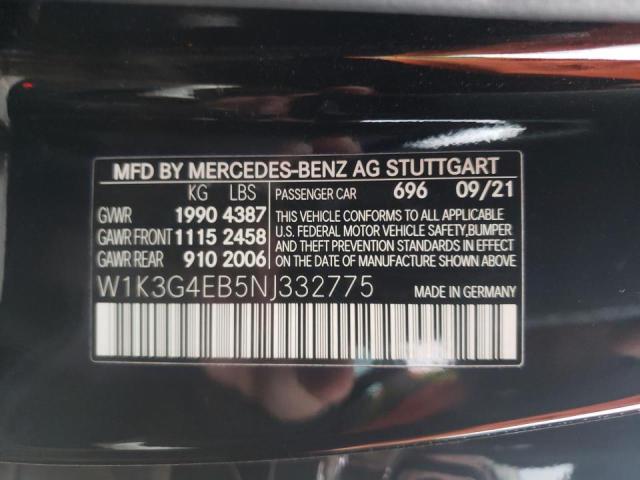 MFD BY MERCEDES-BENZ AG STUTTGART
KG LBS PASSENGER CAR 696 09/21
GVWR 1990 4387 THIS VEHICLE CONFORMS TO ALL APPLICABLE
GAWR FRONT 1115 2458 U.S. FEDERAL MOTOR VEHICLE SAFETY,BUMPER
AND THEFT PREVENTION STANDARDS IN EFFECT
GAWR REAR 910 2006 ON THE DATE OF MANUFACTURE SHOWN ABOVE
W1K3G4EB5NJ332775 MADE IN GERMANY